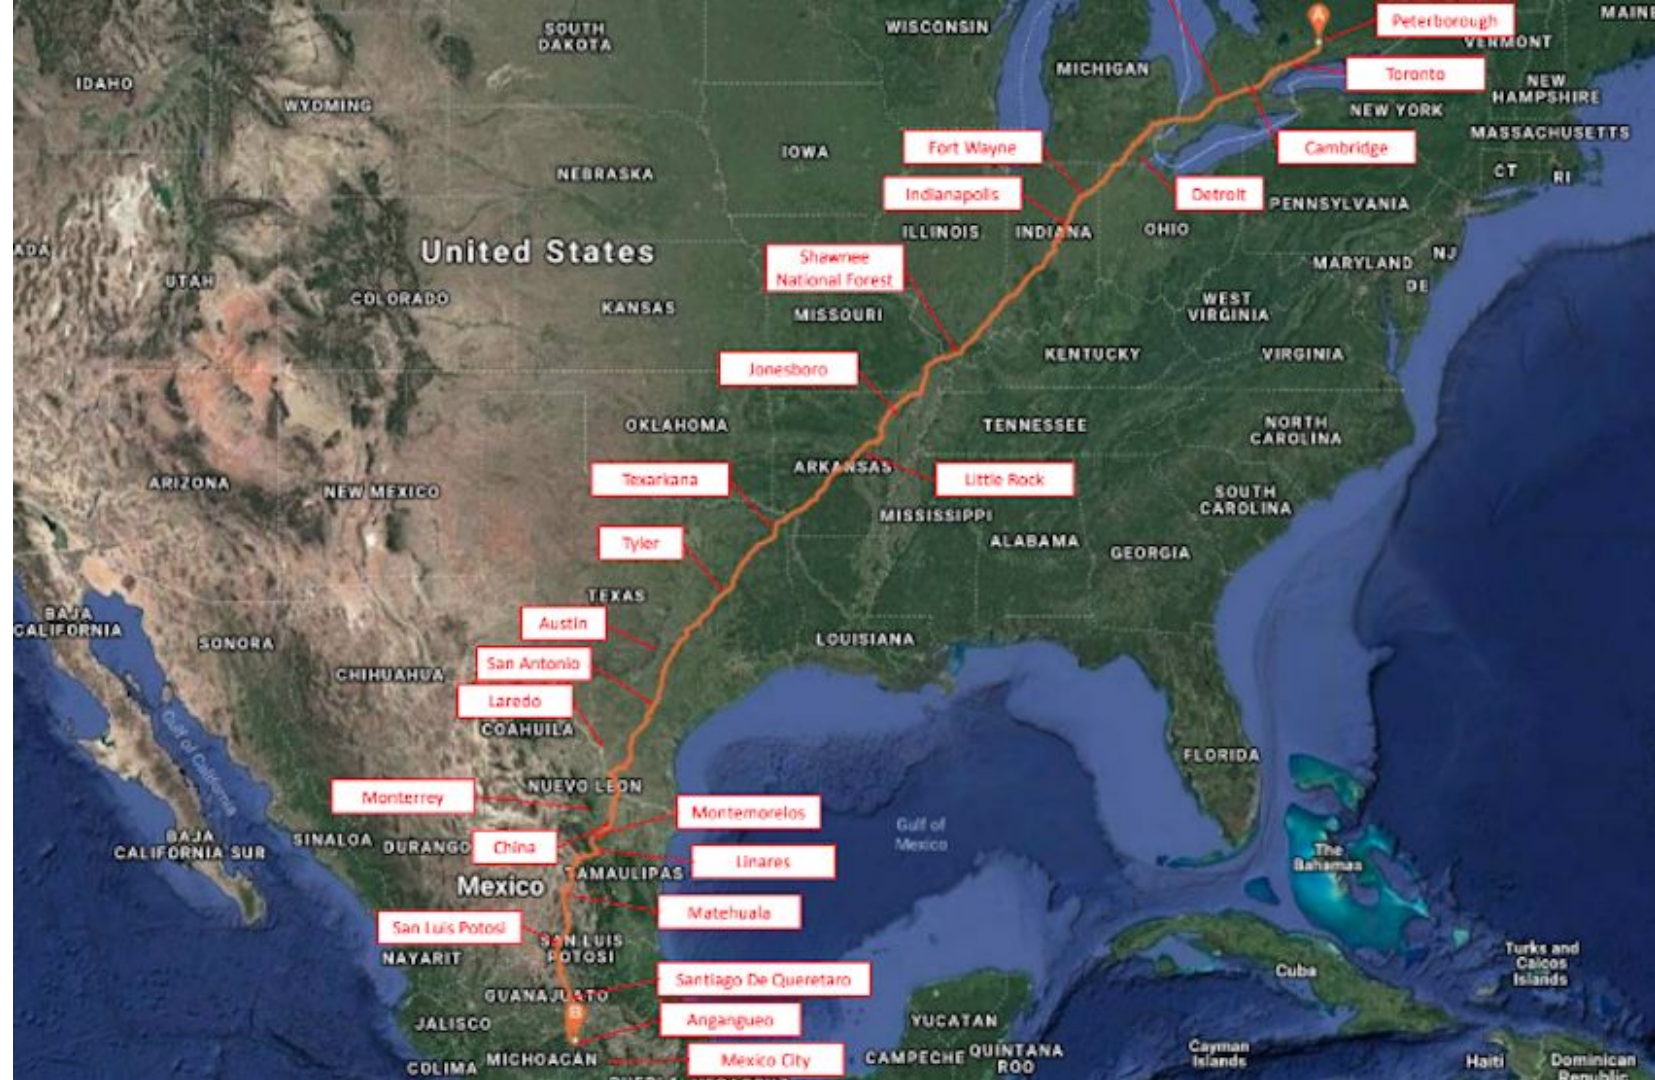 WISCONSIN
Peterborough
MAINE
SOUTH
DAKOTA
VERMONT
MICHIGAN
Toronto
IDAHO
NEW
HAMPSHIRE
WYOMING
NEW YORK
MASSACHUSETTS
Fort Wayne
Cambridge
IOWA
NEBRASKA
CT
RI
Indianapolis
Detroit
PENNSYLVANIA
ILLINOIS
INDIANA
OHIO
ADA
United States
Shawnee
National Forest
MARYLAND
NJ
DE
UTAH
COLORADO
KANSAS
MISSOURI
WEST
VIRGINIA
KENTUCKY
VIRGINIA
Jonesboro
OKLAHOMA
TENNESSEE
NORTH
CAROLINA
ARKANSAS
Texarkana
Little Rock
ARIZONA
NEW MEXICO
SOUTH
CAROLINA
MISSISSIPPI
Tyler
ALABAMA
GEORGIA
TEXAS
BAJA
CALIFORNIA
Austin
SONORA
LOUISIANA
San Antonio
CHIHUAHUA
Laredo
COAHUILA
Gulf of California
FLORIDA
NUEVO LEON
Monterrey
Montemorelos
BAJA
CALIFORNIA SUR
SINALOA
DURANGO
China
Gulf of
Mexico
Linares
The
Bahamas
TAMAULIPAS
Mexico
Matehuala
San Luis Potosi
SAN LUIS
POTOSI
NAYARIT
Turks and
Caicos
Islands
Cuba
Santiago De Queretaro
GUANAJUATO
A
B
JALISCO
Angangueo
YUCATAN
COLIMA
MICHOACÁN
Mexico City
CAMPECHE
QUINTANA
ROO
Cayman
Islands
Haiti
Dominican
Republic